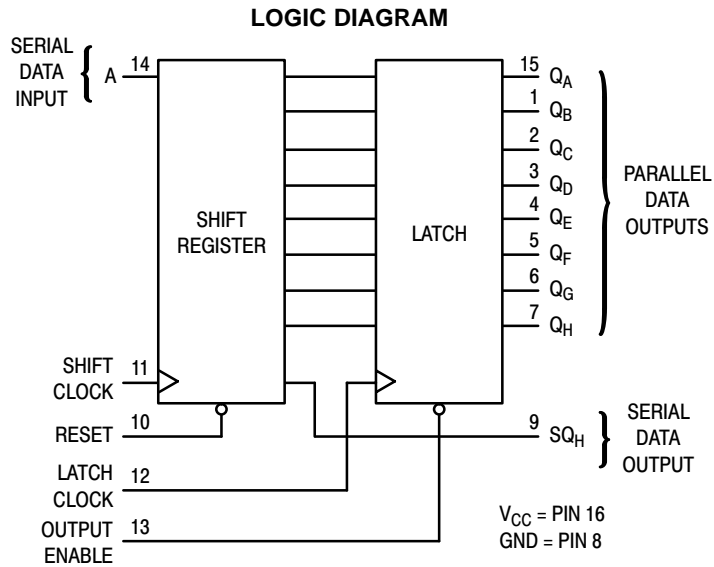 LOGIC DIAGRAM
SERIAL
DATA
INPUT
A
14
SHIFT
REGISTER
LATCH
15 QA
1 QB
2 QC
3 QD
4 QE
5 QF
6 QG
7 QH
PARALLEL
DATA
OUTPUTS
SHIFT
CLOCK
11
RESET
10
LATCH
CLOCK
12
OUTPUT
ENABLE
13
9 SQH
SERIAL
DATA
OUTPUT
VCC = PIN 16
GND = PIN 8